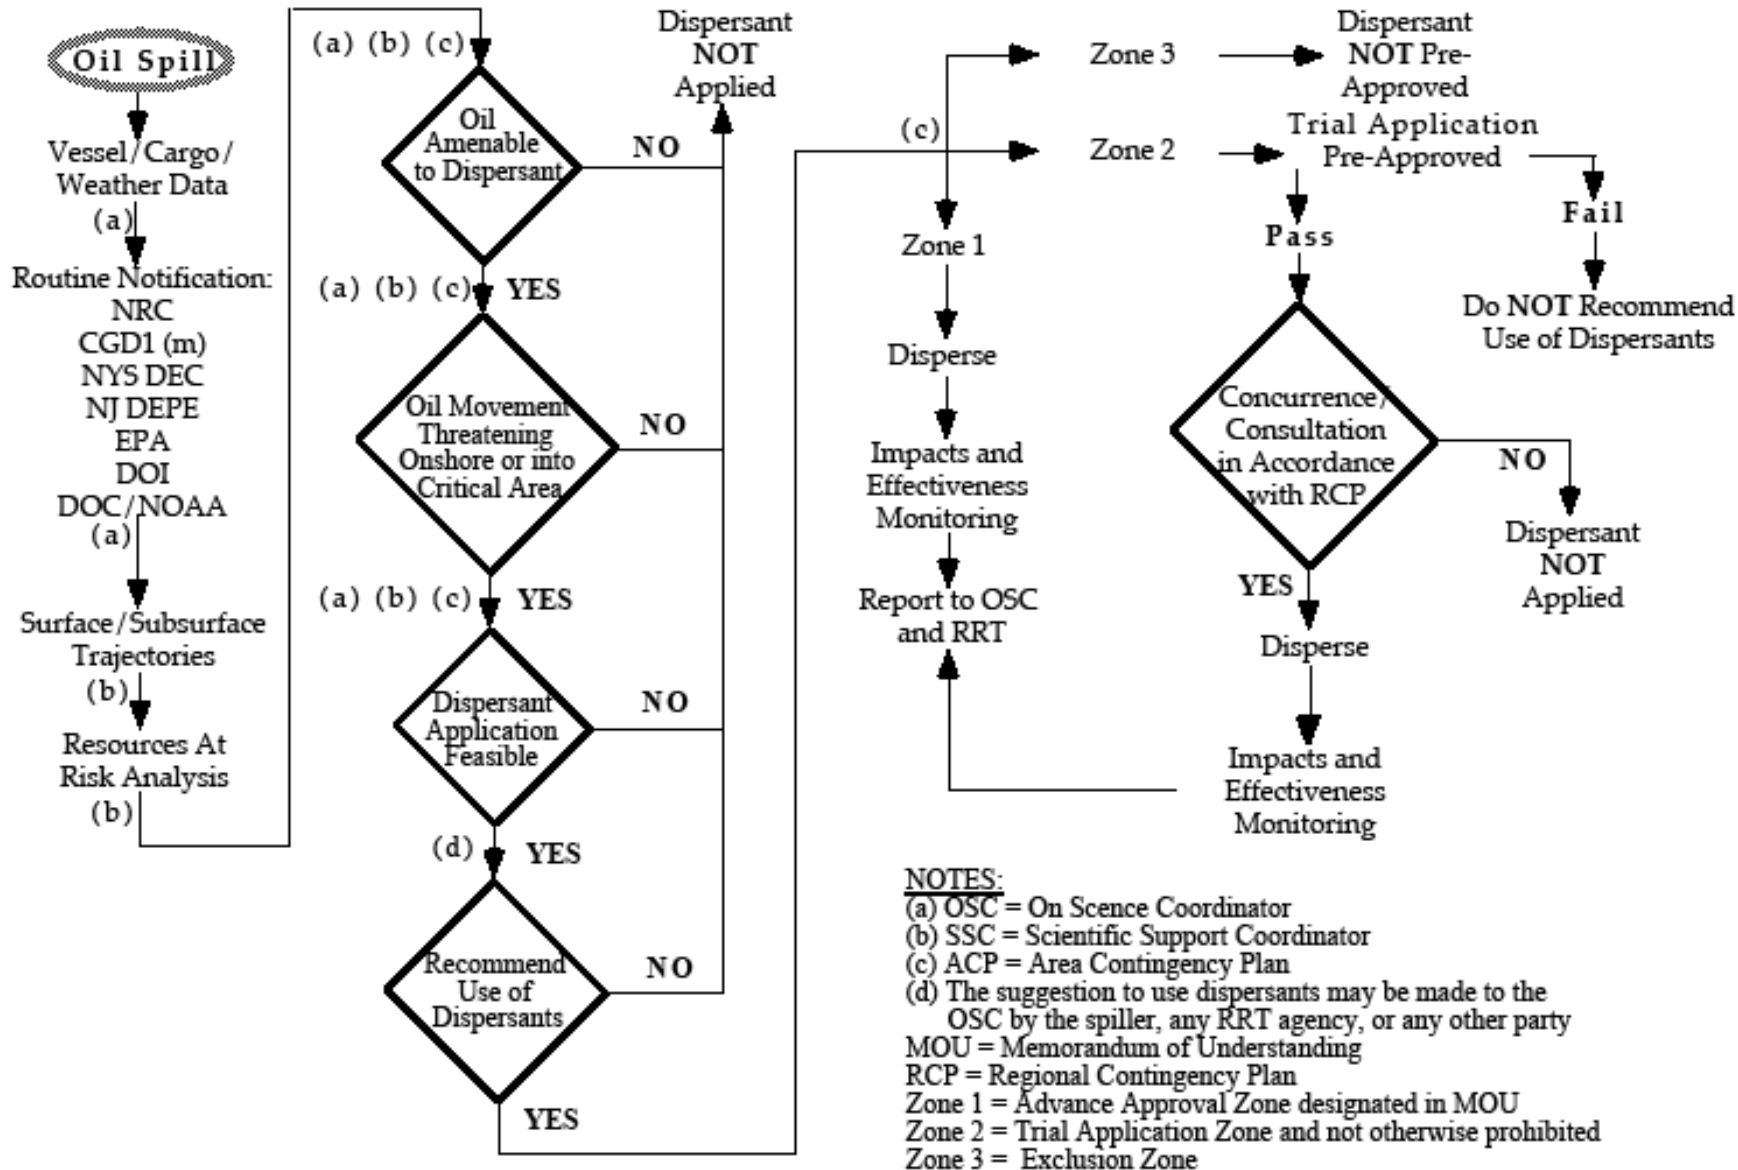 Oil Spill
Vessel/Cargo/
Weather Data
(a)
Routine Notification:
NRC
CGD1 (m)
NYS DEC
NJ DEPE
EPA
DOI
DOC/NOAA
(a)
Surface/Subsurface
Trajectories
(b)
Resources At
Risk Analysis
(b)
(a) (b) (c)
Oil
Amenable
to Dispersant
NO
Dispersant
NOT
Applied
(a) (b) (c)
YES
Oil Movement
Threatening
Onshore or into
Critical Area
NO
(a) (b) (c)
YES
Dispersant
Application
Feasible
NO
(d)
YES
Recommend
Use of
Dispersants
NO
YES
(c)
Zone 3
Dispersant
NOT Pre-
Approved
Zone 2
Trial Application
Pre-Approved
Fail
Do NOT Recommend
Use of Dispersants
Pass
Concurrence/
Consultation
in Accordance
with RCP
NO
Dispersant
NOT
Applied
YES
Disperse
Impacts and
Effectiveness
Monitoring
Zone 1
Disperse
Impacts and
Effectiveness
Monitoring
Report to OSC
and RRT
NOTES:
(a) OSC = On Scence Coordinator
(b) SSC = Scientific Support Coordinator
(c) ACP = Area Contingency Plan
(d) The suggestion to use dispersants may be made to the
OSC by the spiller, any RRT agency, or any other party
MOU = Memorandum of Understanding
RCP = Regional Contingency Plan
Zone 1 = Advance Approval Zone designated in MOU
Zone 2 = Trial Application Zone and not otherwise prohibited
Zone 3 = Exclusion Zone